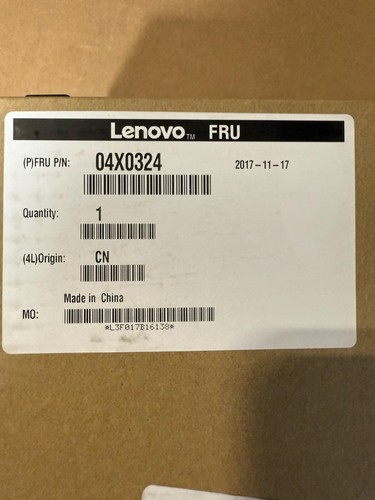 Lenovo™ FRU
(P)FRU P/N: 04X0324 2017-11-17
Quantity: 1
(4L)Origin: CN
Made in China
MO:
*L3F017B16138*